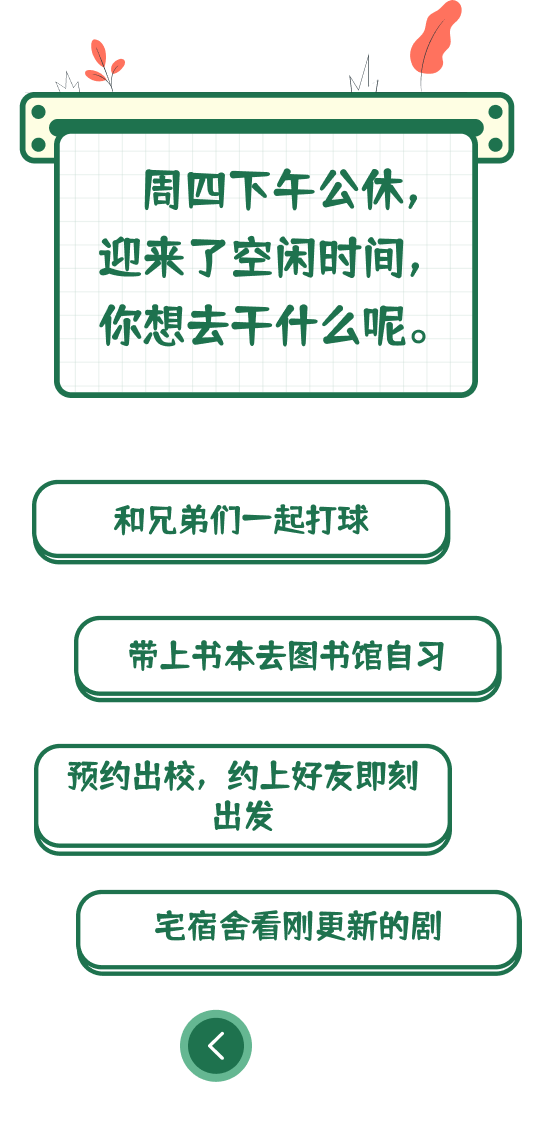 周四下午公休，
迎来了空闲时间，
你想去干什么呢。
和兄弟们一起打球
带上书本去图书馆自习
预约出校，约上好友即刻
出发
宅宿舍看刚更新的剧